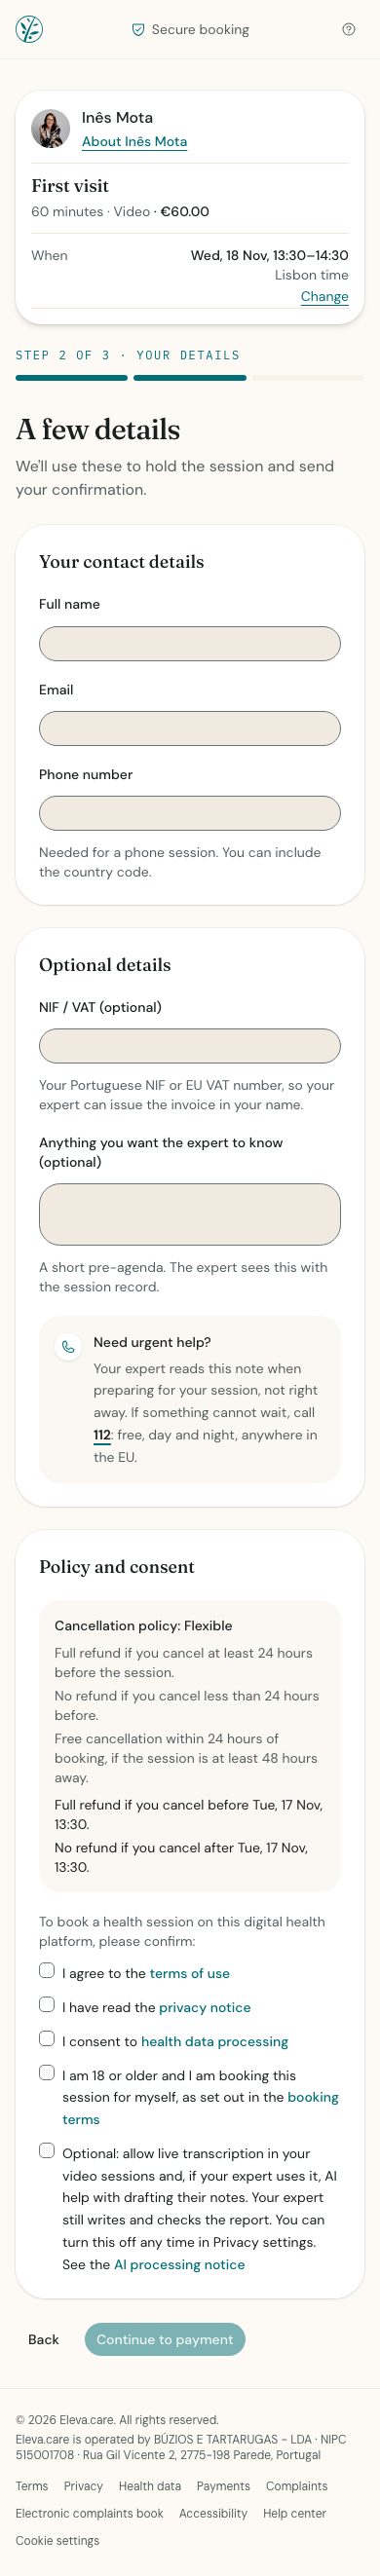 Secure booking
Inês Mota
About Inês Mota
First visit
60 minutes · Video · €60.00
When
Wed, 18 Nov, 13:30–14:30
Lisbon time
Change
STEP 2 OF 3 · YOUR DETAILS
A few details
We'll use these to hold the session and send
your confirmation.
Your contact details
Full name
Email
Phone number
Needed for a phone session. You can include
the country code.
Optional details
NIF / VAT (optional)
Your Portuguese NIF or EU VAT number, so your
expert can issue the invoice in your name.
Anything you want the expert to know
(optional)
A short pre-agenda. The expert sees this with
the session record.
Need urgent help?
Your expert reads this note when
preparing for your session, not right
away. If something cannot wait, call
112: free, day and night, anywhere in
the EU.
Policy and consent
Cancellation policy: Flexible
Full refund if you cancel at least 24 hours
before the session.
No refund if you cancel less than 24 hours
before.
Free cancellation within 24 hours of
booking, if the session is at least 48 hours
away.
Full refund if you cancel before Tue, 17 Nov,
13:30.
No refund if you cancel after Tue, 17 Nov,
13:30.
To book a health session on this digital health
platform, please confirm:
I agree to the terms of use
I have read the privacy notice
I consent to health data processing
I am 18 or older and I am booking this
session for myself, as set out in the booking
terms
Optional: allow live transcription in your
video sessions and, if your expert uses it, AI
help with drafting their notes. Your expert
still writes and checks the report. You can
turn this off any time in Privacy settings.
See the AI processing notice
Back
Continue to payment
© 2026 Eleva.care. All rights reserved.
Eleva.care is operated by BÚZIOS E TARTARUGAS - LDA · NIPC
515001708 · Rua Gil Vicente 2, 2775-198 Parede, Portugal
Terms Privacy Health data Payments Complaints
Electronic complaints book Accessibility Help center
Cookie settings